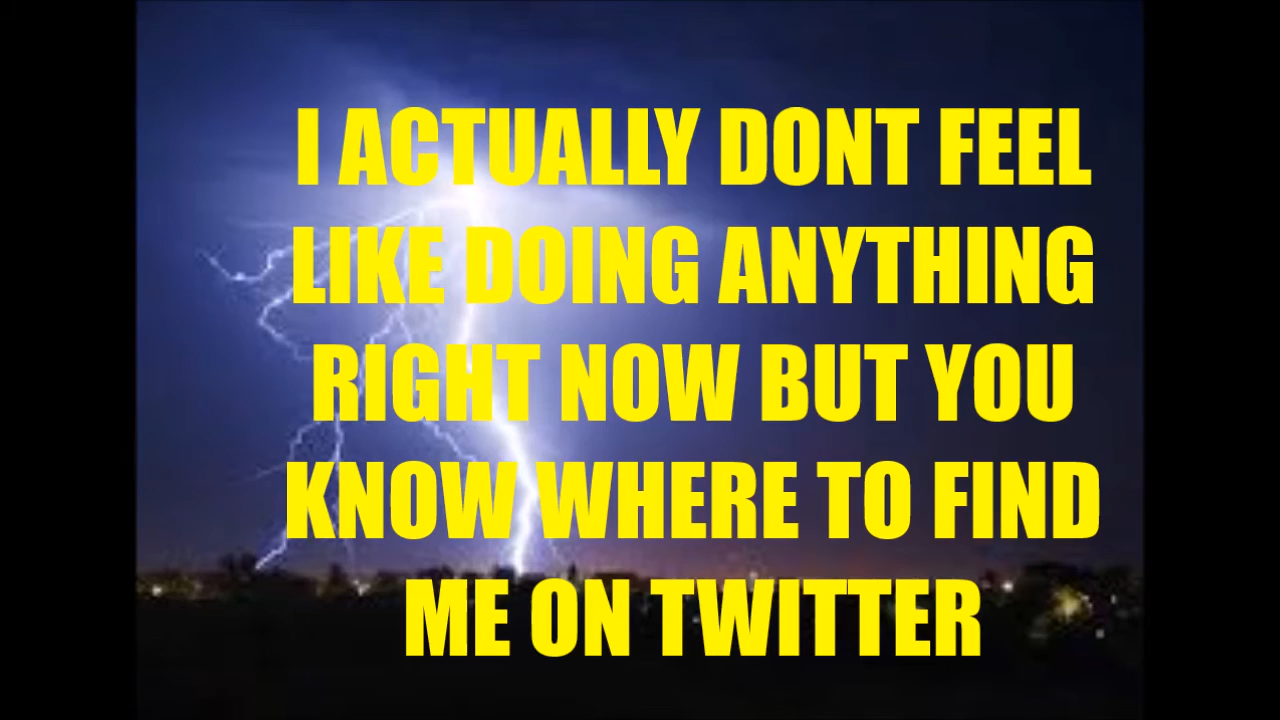 I ACTUALLY DONT FEEL
LIKE DOING ANYTHING
RIGHT NOW BUT YOU
KNOW WHERE TO FIND
ME ON TWITTER